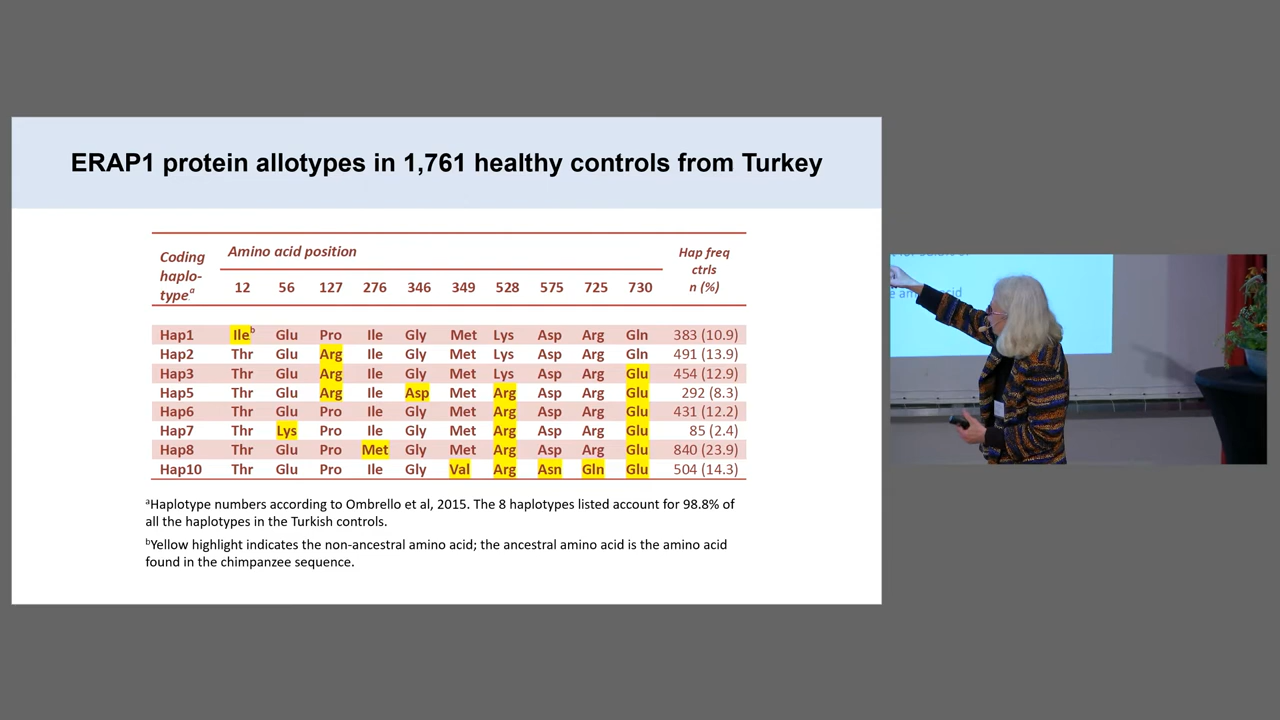 ERAP1 protein allotypes in 1,761 healthy controls from Turkey
Coding haplo-typeᵃ Amino acid position Hap freq ctrls n (%)
12 56 127 276 346 349 528 575 725 730
Hap1 Ileᵇ Glu Pro Ile Gly Met Lys Asp Arg Gln 383 (10.9)
Hap2 Thr Glu Arg Ile Gly Met Lys Asp Arg Gln 491 (13.9)
Hap3 Thr Glu Arg Ile Gly Met Lys Asp Arg Glu 454 (12.9)
Hap5 Thr Glu Arg Ile Asp Met Arg Asp Arg Glu 292 (8.3)
Hap6 Thr Glu Pro Ile Gly Met Arg Asp Arg Glu 431 (12.2)
Hap7 Thr Lys Pro Ile Gly Met Arg Asp Arg Glu 85 (2.4)
Hap8 Thr Glu Pro Met Gly Met Arg Asp Arg Glu 840 (23.9)
Hap10 Thr Glu Pro Ile Gly Val Arg Asn Gln Glu 504 (14.3)
ᵃHaplotype numbers according to Ombrello et al, 2015. The 8 haplotypes listed account for 98.8% of
all the haplotypes in the Turkish controls.
ᵇYellow highlight indicates the non-ancestral amino acid; the ancestral amino acid is the amino acid
found in the chimpanzee sequence.